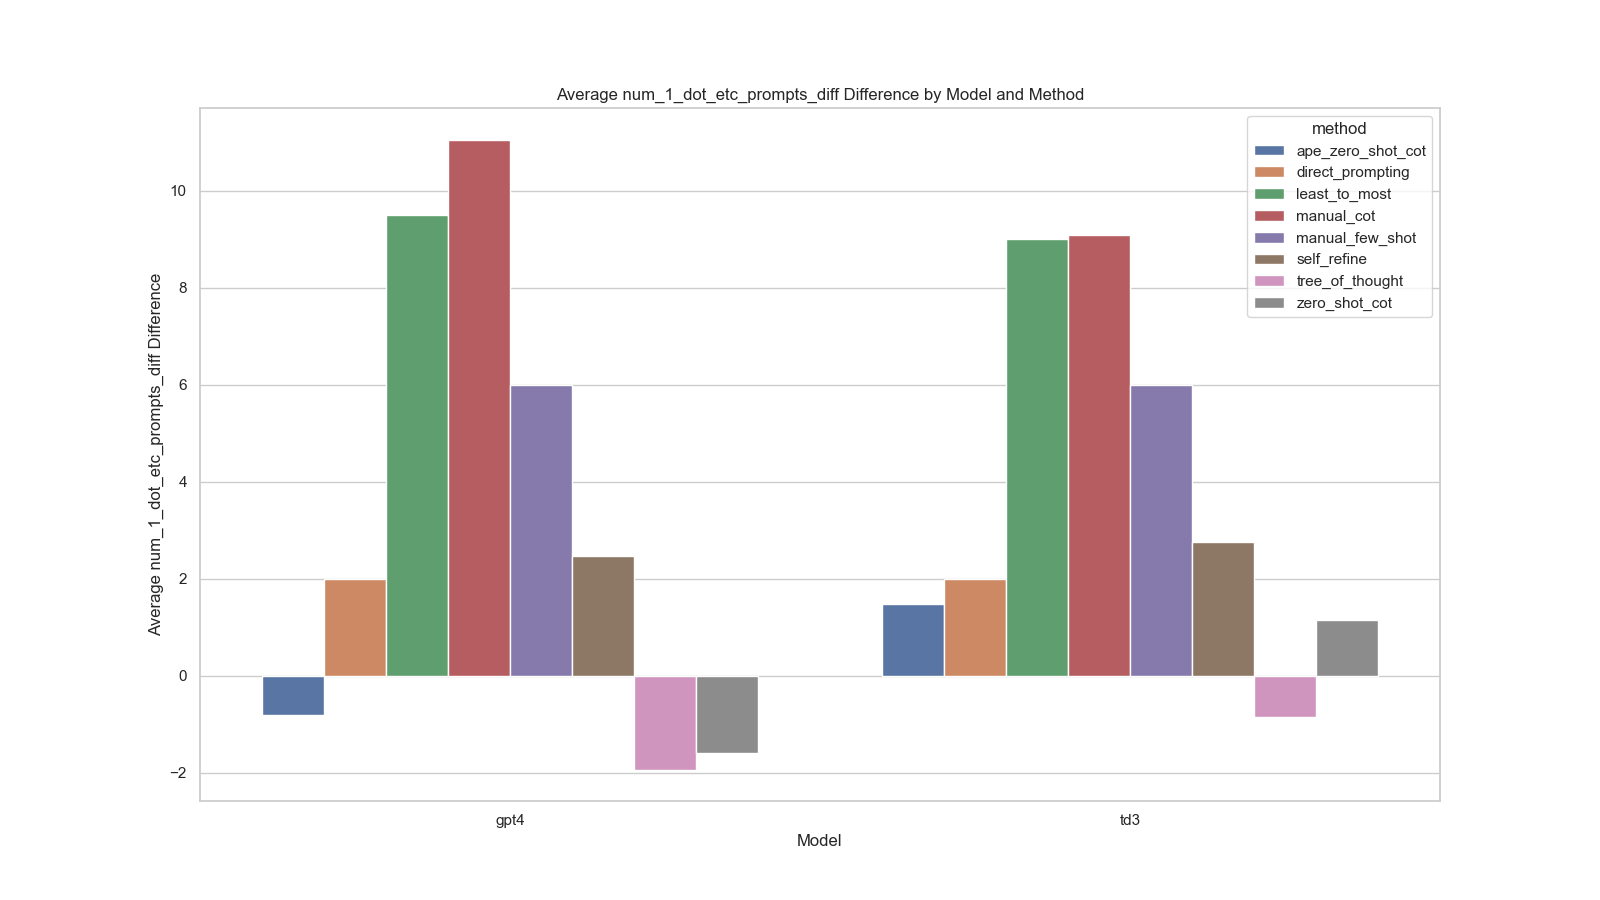 Average num_1_dot_etc_prompts_diff Difference by Model and Method
Average num_1_dot_etc_prompts_diff Difference
10
8
6
4
2
0
−2
method
ape_zero_shot_cot
direct_prompting
least_to_most
manual_cot
manual_few_shot
self_refine
tree_of_thought
zero_shot_cot
gpt4
td3
Model